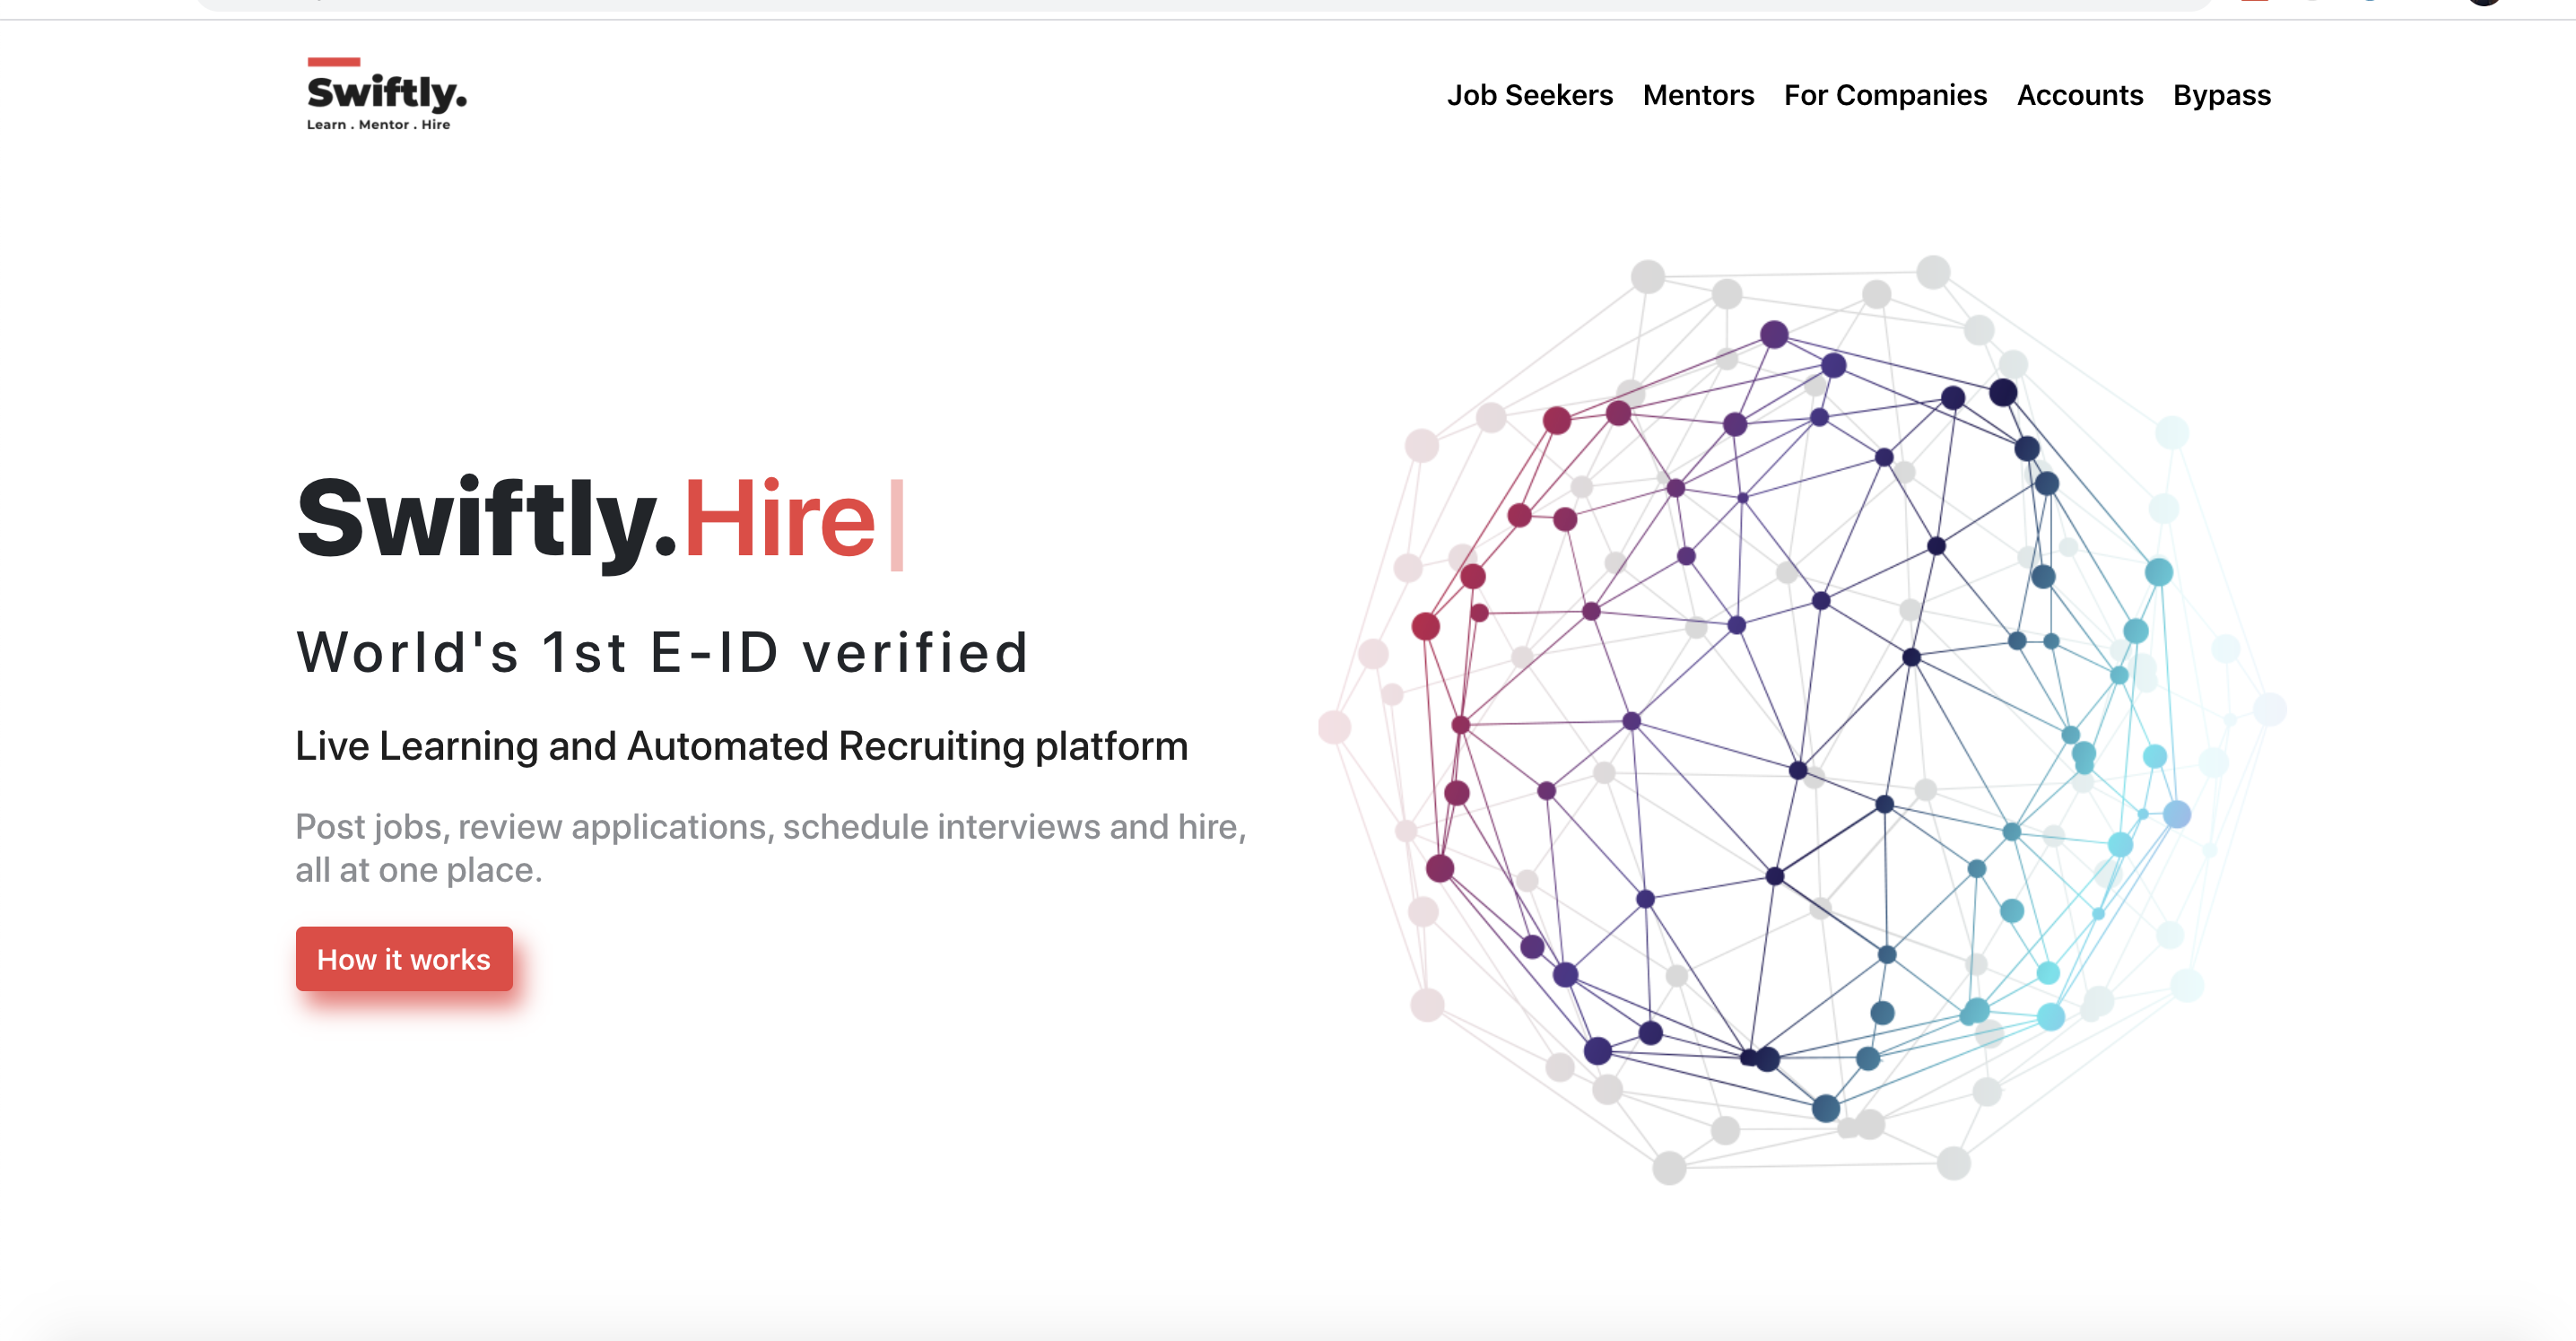 Swiftly.
Learn . Mentor . Hire
Job Seekers Mentors For Companies Accounts Bypass
Swiftly.Hire
World's 1st E-ID verified
Live Learning and Automated Recruiting platform
Post jobs, review applications, schedule interviews and hire,
all at one place.
How it works